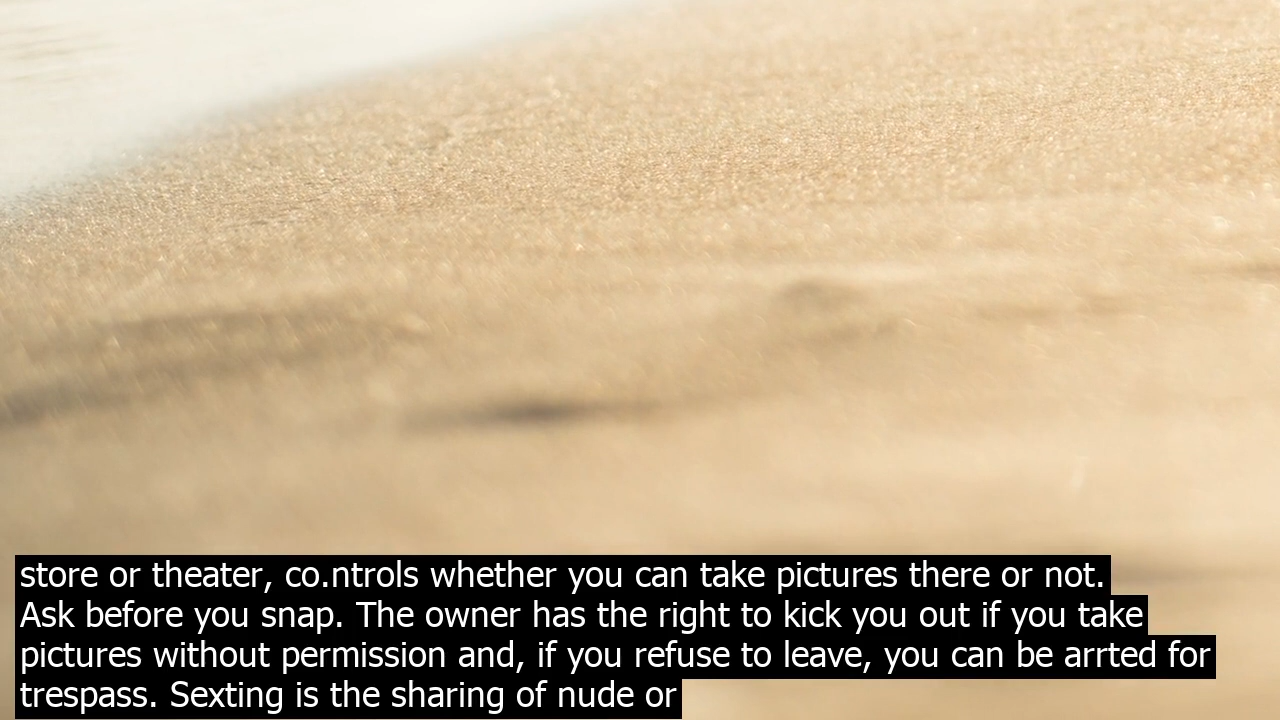 store or theater, co.ntrols whether you can take pictures there or not.
Ask before you snap. The owner has the right to kick you out if you take
pictures without permission and, if you refuse to leave, you can be arrted for
trespass. Sexting is the sharing of nude or